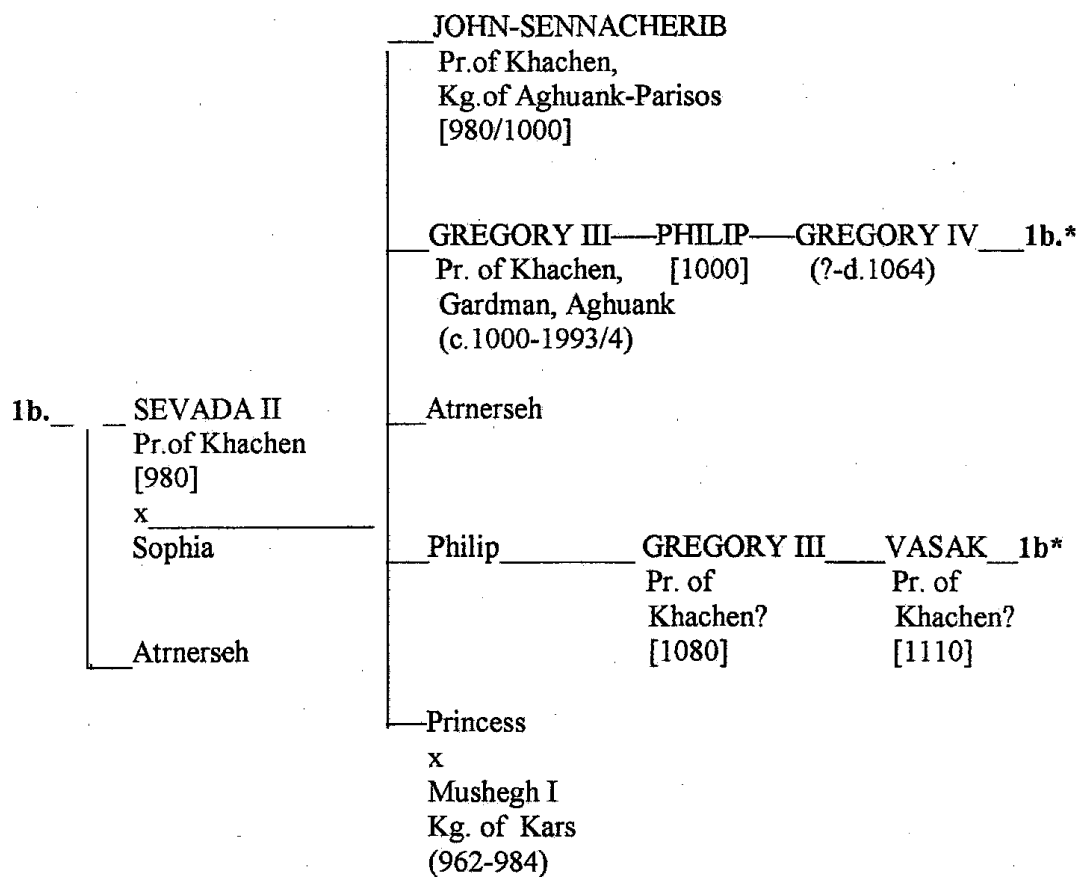 JOHN-SENNACHERIB
Pr.of Khachen,
Kg.of Aghuank-Parisos
[980/1000]
GREGORY III—PHILIP—GREGORY IV__1b.*
Pr. of Khachen, [1000] (?-d.1064)
Gardman, Aghuank
(c.1000-1993/4)
1b. SEVADA II Atrnerseh
Pr.of Khachen
[980]
x
Sophia Philip GREGORY III VASAK 1b*
Pr. of Pr. of
Khachen? Khachen?
Atrnerseh [1080] [1110]
Princess
x
Mushegh I
Kg. of Kars
(962-984)